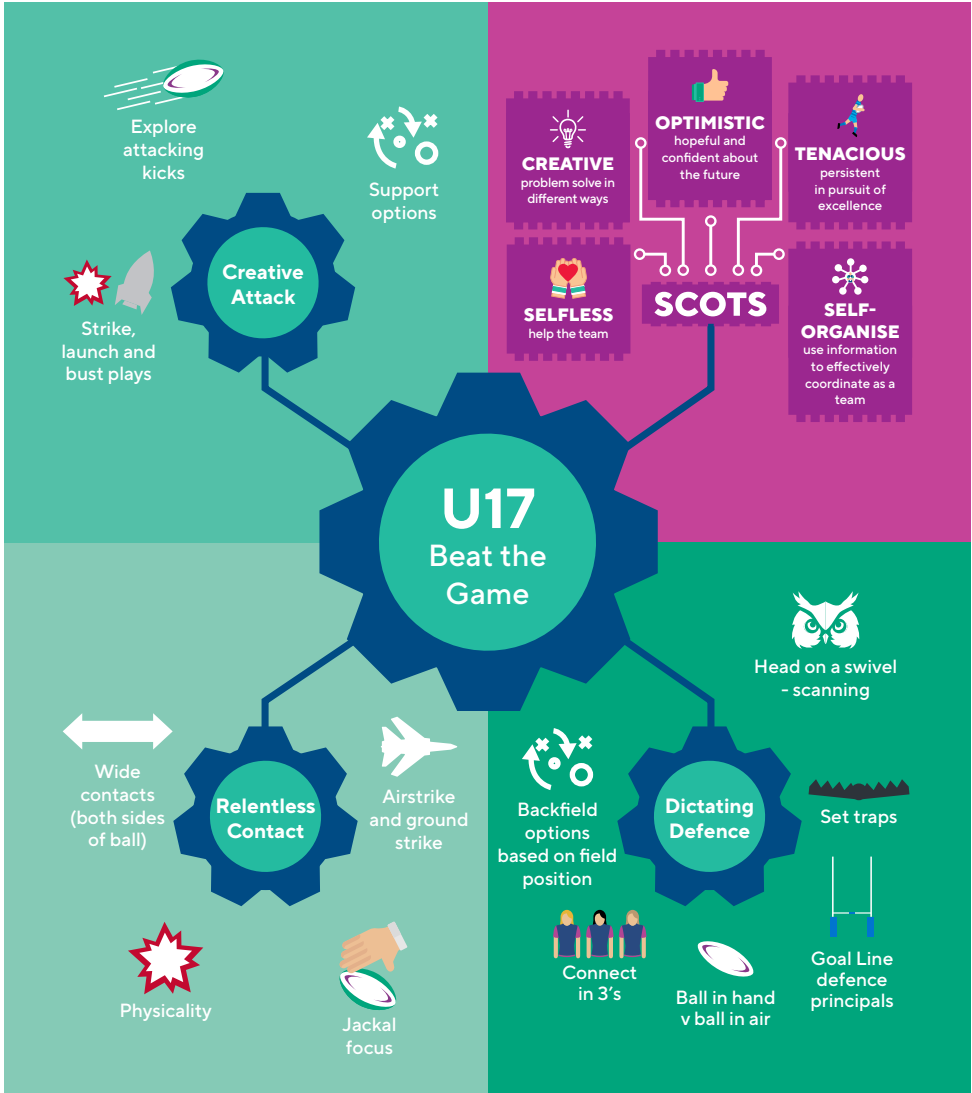 Explore
attacking
kicks
Support
options
Creative
Attack
Strike,
launch and
bust plays
CREATIVE
problem solve in
different ways
OPTIMISTIC
hopeful and
confident about
the future
TENACIOUS
persistent
in pursuit of
excellence
SELFLESS
help the team
SCOTS
SELF-
ORGANISE
use information
to effectively
coordinate as a
team
U17
Beat the
Game
Wide
contacts
(both sides
of ball)
Relentless
Contact
Airstrike
and ground
strike
Physicality
Jackal
focus
Head on a swivel
- scanning
Backfield
options
based on field
position
Dictating
Defence
Set traps
Connect
in 3's
Ball in hand
v ball in air
Goal Line
defence
principals